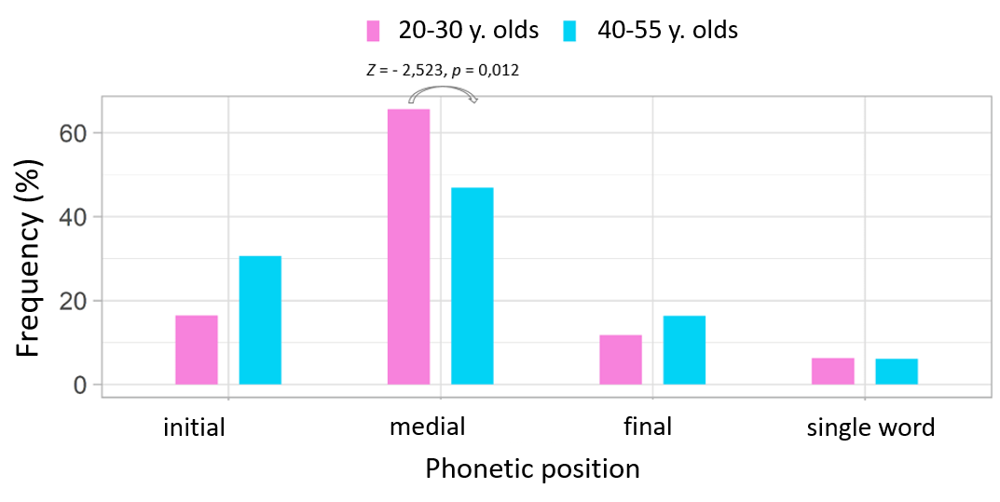 20-30 y. olds 40-55 y. olds
Z = - 2,523, p = 0,012
Frequency (%)
60
40
20
0
initial medial final single word
Phonetic position